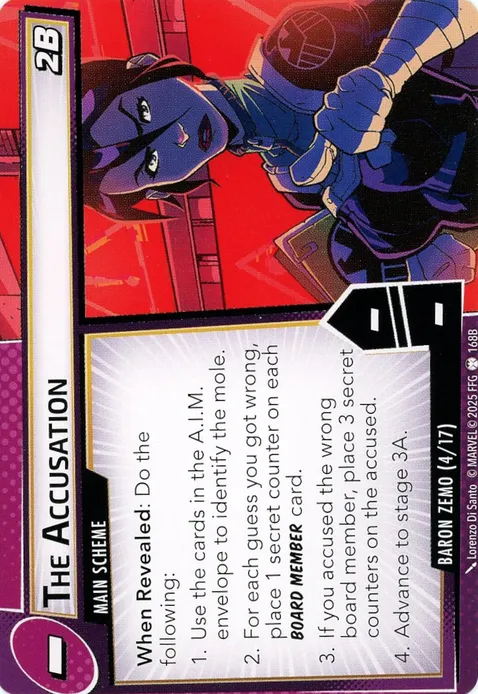 –
THE ACCUSATION
2B
MAIN SCHEME
When Revealed: Do the
following:
1. Use the cards in the A.I.M.
envelope to identify the mole.
2. For each guess you got wrong,
place 1 secret counter on each
BOARD MEMBER card.
3. If you accused the wrong
board member, place 3 secret
counters on the accused.
4. Advance to stage 3A.
–
–
BARON ZEMO (4/17)
Lorenzo Di Santo © MARVEL © 2025 FFG 168B